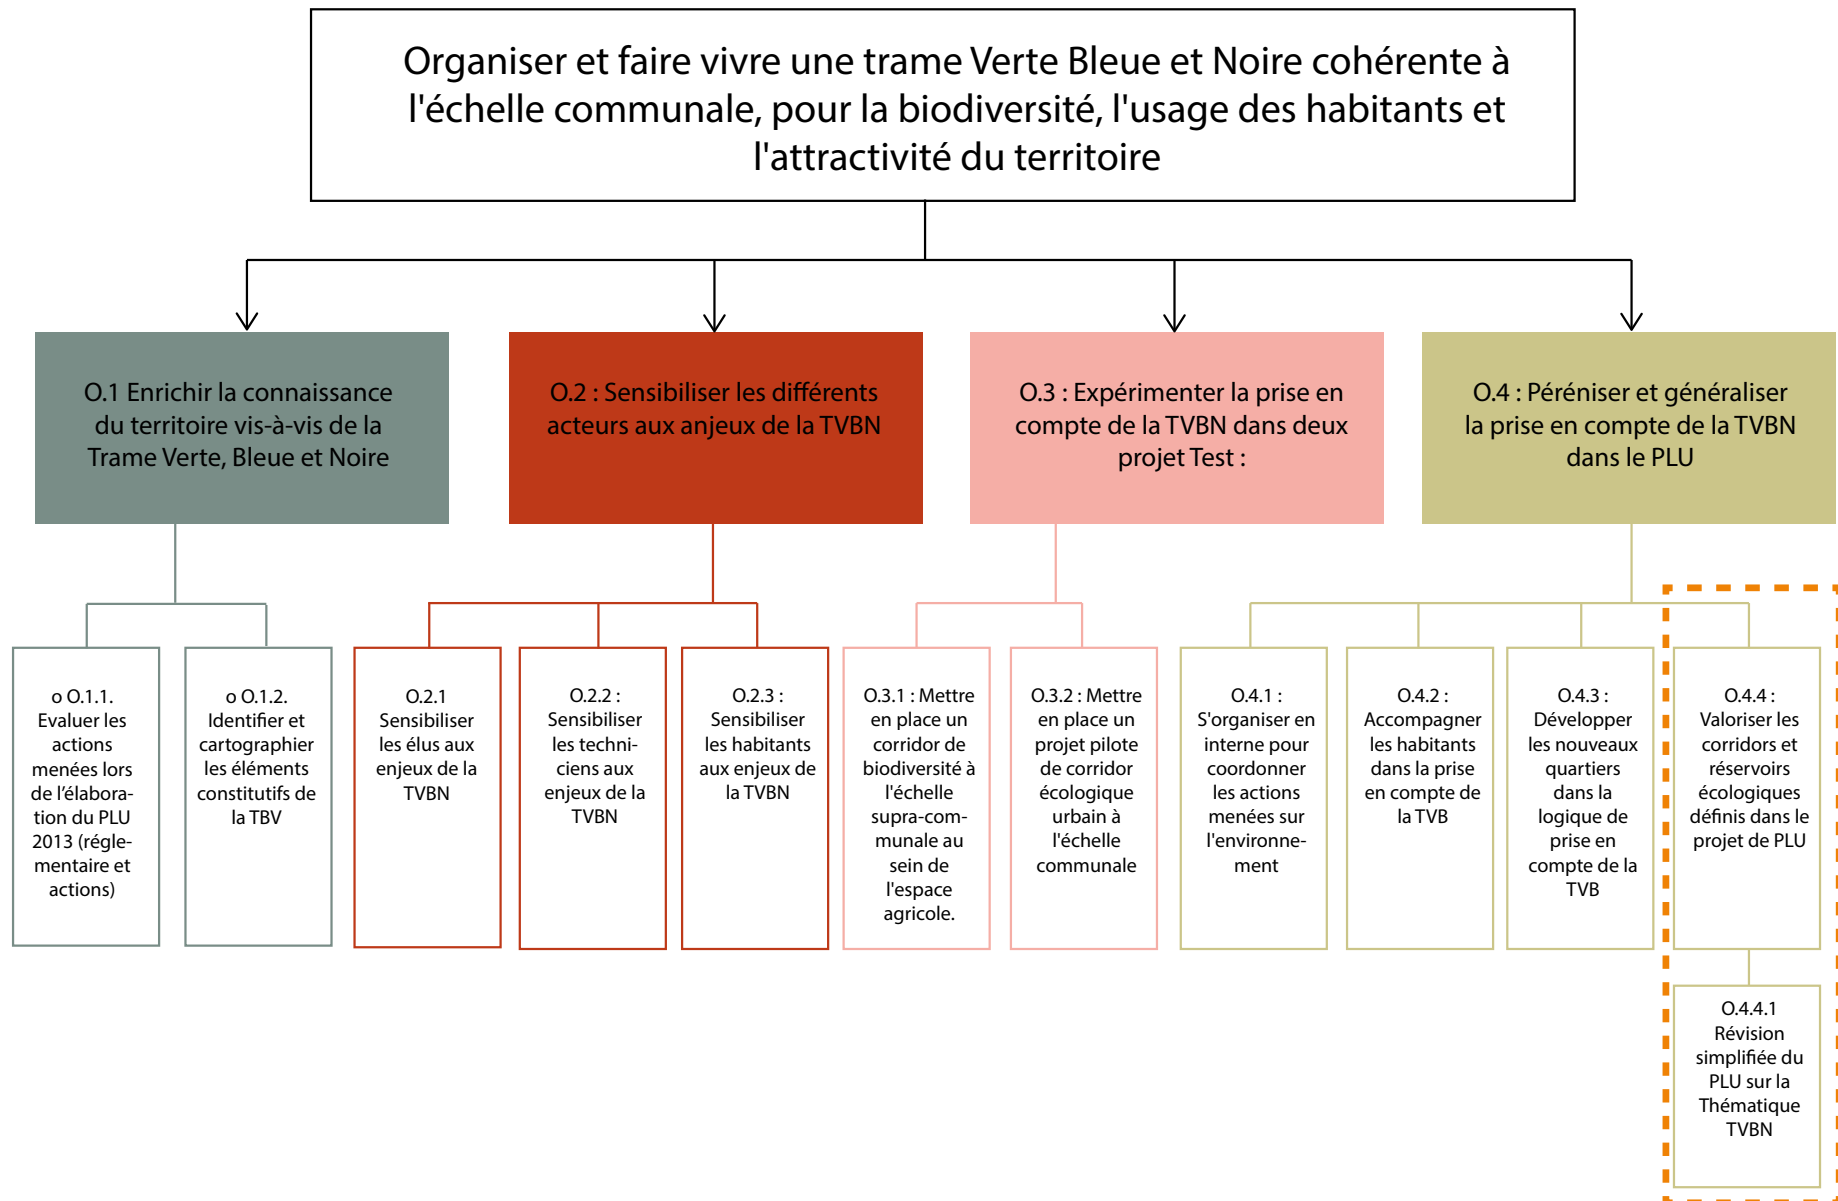 Organiser et faire vivre une trame Verte Bleue et Noire cohérente à
l'échelle communale, pour la biodiversité, l'usage des habitants et
l'attractivité du territoire
O.1 Enrichir la connaissance
du territoire vis-à-vis de la
Trame Verte, Bleue et Noire
O.2 : Sensibiliser les différents
acteurs aux anjeux de la TVBN
O.3 : Expérimenter la prise en
compte de la TVBN dans deux
projet Test :
O.4 : Péréniser et généraliser
la prise en compte de la TVBN
dans le PLU
o O.1.1.
Evaluer les
actions
menées lors
de l'élabora-
tion du PLU
2013 (régle-
mentaire et
actions)
o O.1.2.
Identifier et
cartographier
les éléments
constitutifs de
la TBV
O.2.1
Sensibiliser
les élus aux
enjeux de la
TVBN
O.2.2 :
Sensibiliser
les techni-
ciens aux
enjeux de la
TVBN
O.2.3 :
Sensibiliser
les habitants
aux enjeux de
la TVBN
O.3.1 : Mettre
en place un
corridor de
biodiversité à
l'échelle
supra-com-
munale au
sein de
l'espace
agricole.
O.3.2 : Mettre
en place un
projet pilote
de corridor
écologique
urbain à
l'échelle
communale
O.4.1 :
S'organiser en
interne pour
coordonner
les actions
menées sur
l'environne-
ment
O.4.2 :
Accompagner
les habitants
dans la prise
en compte de
la TVB
O.4.3 :
Développer
les nouveaux
quartiers
dans la
logique de
prise en
compte de la
TVB
O.4.4 :
Valoriser les
corridors et
réservoirs
écologiques
définis dans le
projet de PLU
O.4.4.1
Révision
simplifiée du
PLU sur la
Thématique
TVBN